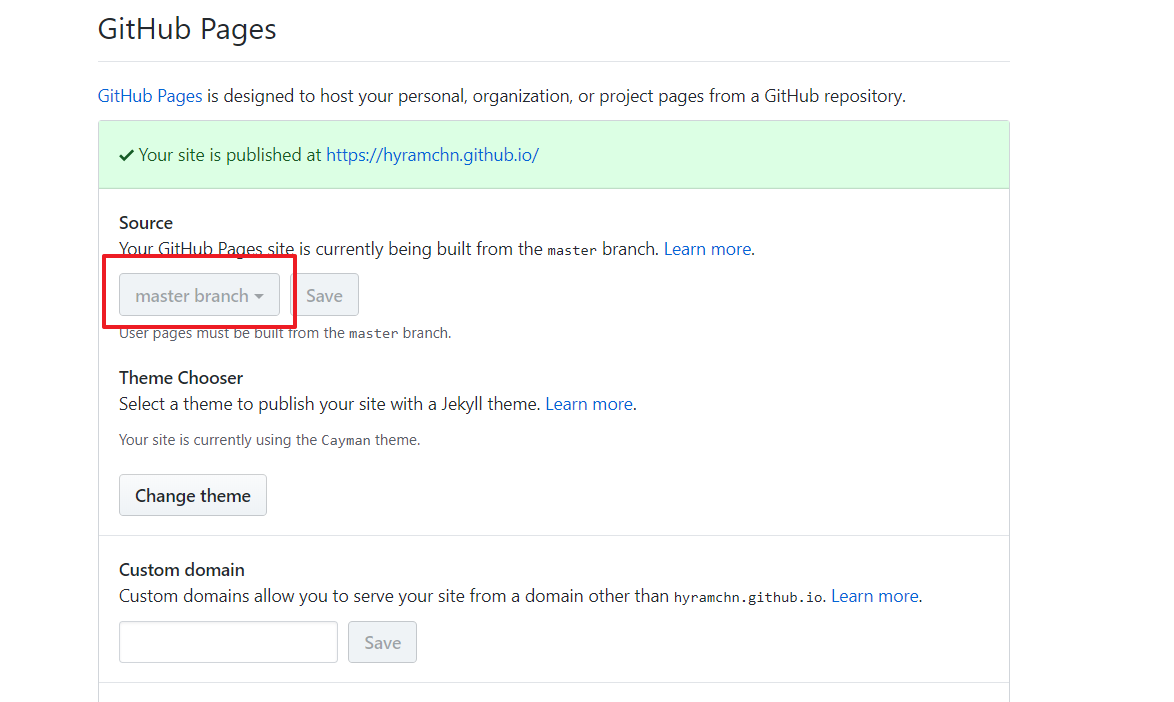 GitHub Pages
GitHub Pages is designed to host your personal, organization, or project pages from a GitHub repository.
Your site is published at https://hyramchn.github.io/
Source
Your GitHub Pages site is currently being built from the master branch. Learn more.
master branch Save
User pages must be built from the master branch.
Theme Chooser
Select a theme to publish your site with a Jekyll theme. Learn more.
Your site is currently using the Cayman theme.
Change theme
Custom domain
Custom domains allow you to serve your site from a domain other than hyramchn.github.io. Learn more.
Save